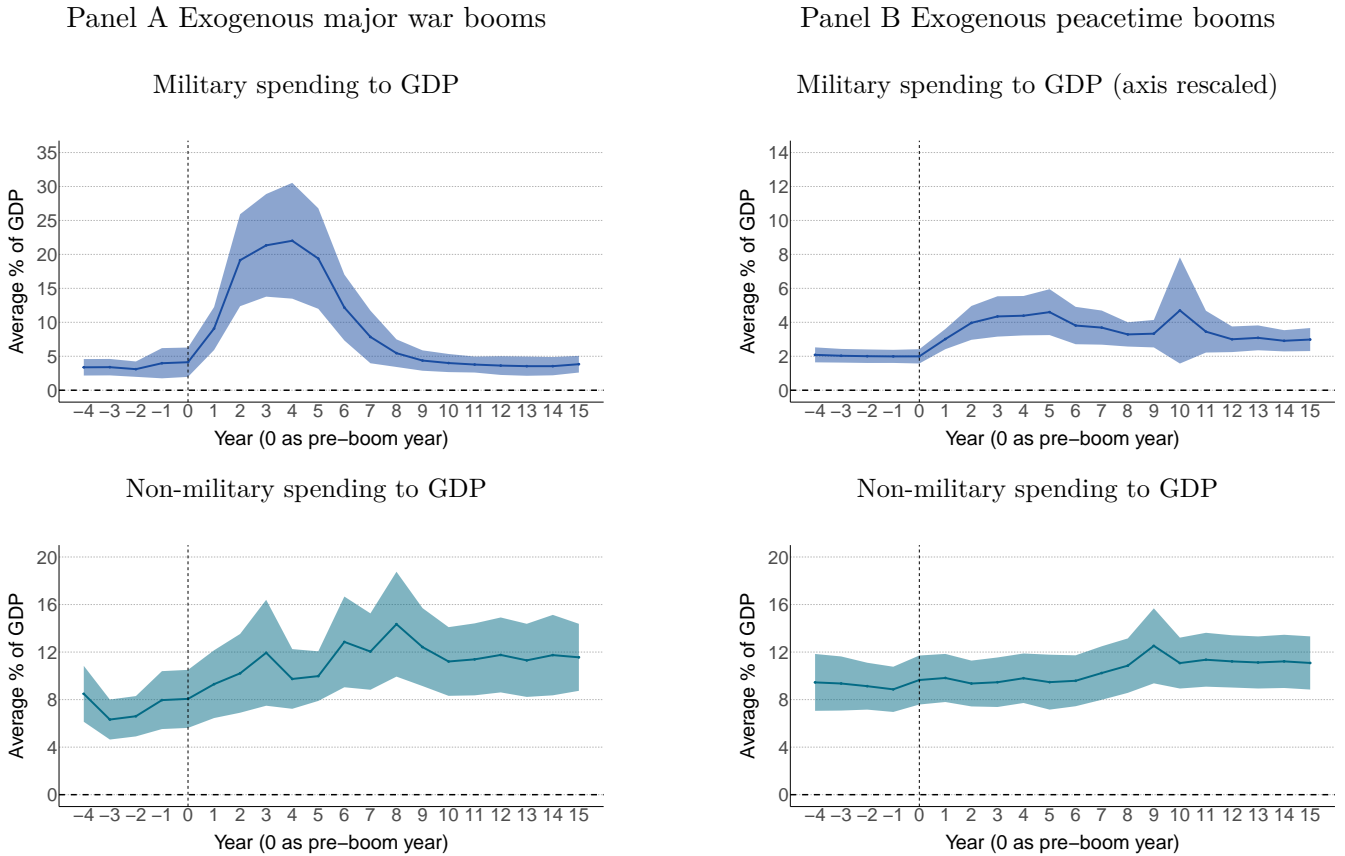 Panel A Exogenous major war booms
Panel B Exogenous peacetime booms
Military spending to GDP
35
30
25
20
15
10
5
0
Average % of GDP
−4 −3 −2 −1 0 1 2 3 4 5 6 7 8 9 10 11 12 13 14 15
Year (0 as pre−boom year)
Military spending to GDP (axis rescaled)
14
12
10
8
6
4
2
0
Average % of GDP
−4 −3 −2 −1 0 1 2 3 4 5 6 7 8 9 10 11 12 13 14 15
Year (0 as pre−boom year)
Non-military spending to GDP
20
16
12
8
4
0
Average % of GDP
−4 −3 −2 −1 0 1 2 3 4 5 6 7 8 9 10 11 12 13 14 15
Year (0 as pre−boom year)
Non-military spending to GDP
20
16
12
8
4
0
Average % of GDP
−4 −3 −2 −1 0 1 2 3 4 5 6 7 8 9 10 11 12 13 14 15
Year (0 as pre−boom year)